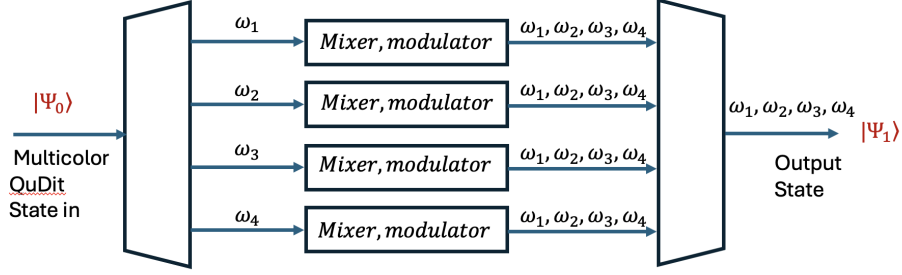 |Ψ₀⟩
Multicolor
QuDit
State in
ω₁
Mixer, modulator
ω₁, ω₂, ω₃, ω₄
ω₂
Mixer, modulator
ω₁, ω₂, ω₃, ω₄
ω₃
Mixer, modulator
ω₁, ω₂, ω₃, ω₄
ω₄
Mixer, modulator
ω₁, ω₂, ω₃, ω₄
ω₁, ω₂, ω₃, ω₄
|Ψ₁⟩
Output
State